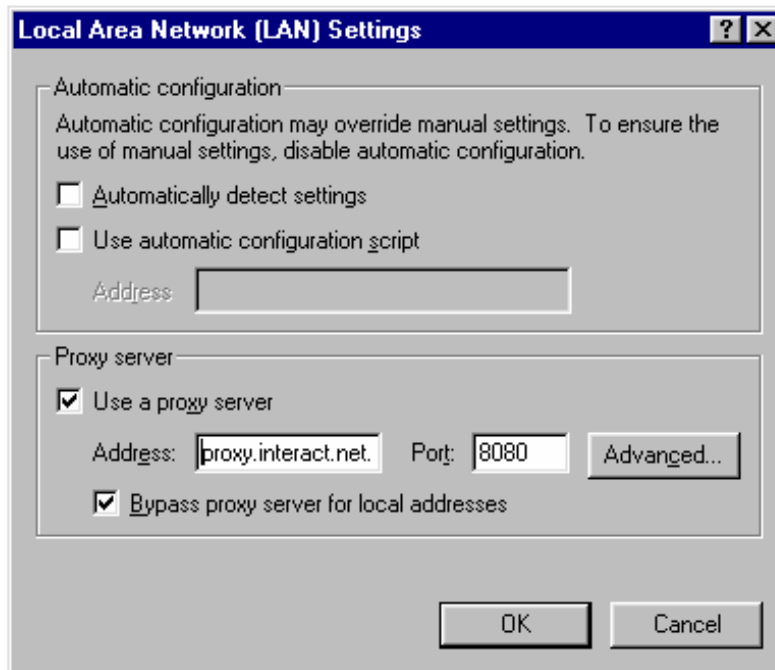 Local Area Network (LAN) Settings
Automatic configuration
Automatic configuration may override manual settings. To ensure the
use of manual settings, disable automatic configuration.
Automatically detect settings
Use automatic configuration script
Address
Proxy server
Use a proxy server
Address: proxy.interact.net. Port: 8080 Advanced...
Bypass proxy server for local addresses
OK Cancel